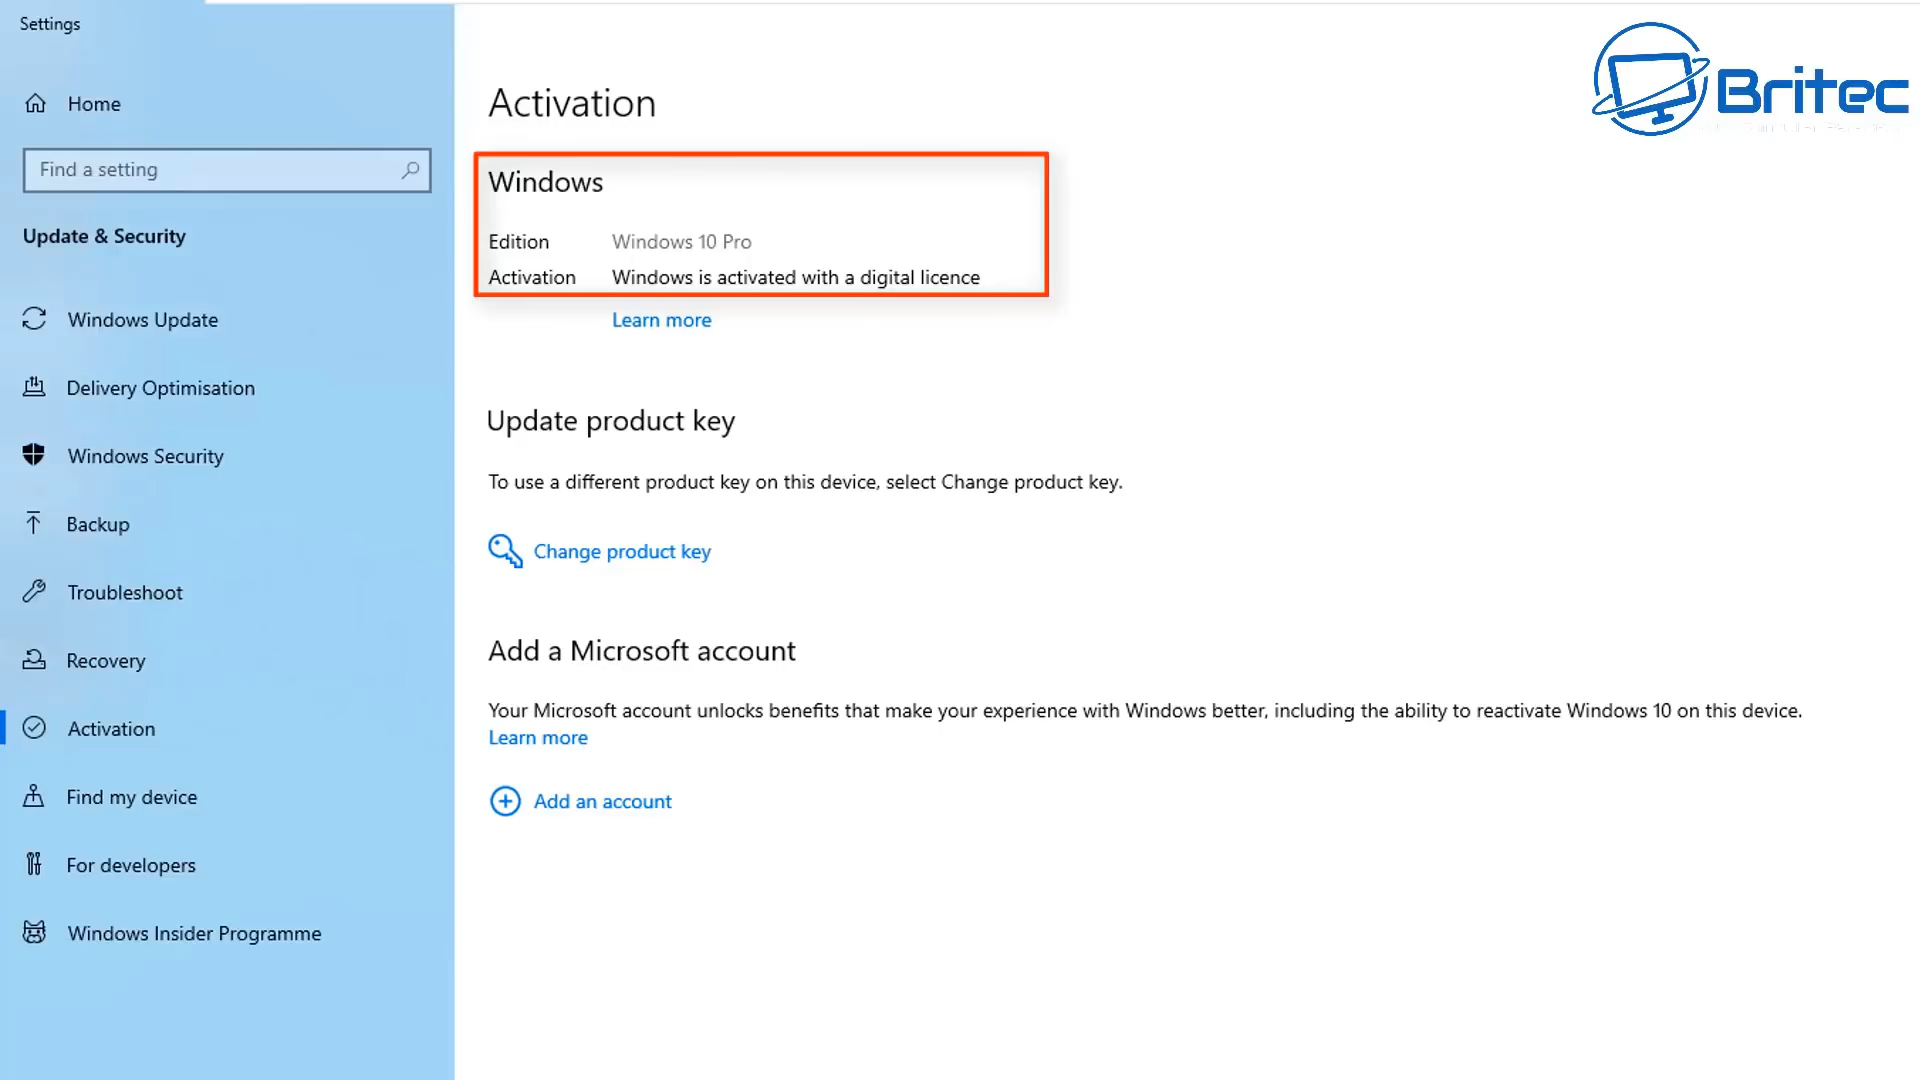 Settings
Home
Find a setting
Update & Security
Windows Update
Delivery Optimisation
Windows Security
Backup
Troubleshoot
Recovery
Activation
Find my device
For developers
Windows Insider Programme
Activation
Windows
Edition Windows 10 Pro
Activation Windows is activated with a digital licence
Learn more
Update product key
To use a different product key on this device, select Change product key.
Change product key
Add a Microsoft account
Your Microsoft account unlocks benefits that make your experience with Windows better, including the ability to reactivate Windows 10 on this device.
Learn more
Add an account
Britec